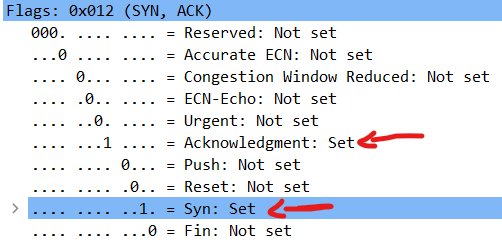 Flags: 0x012 (SYN, ACK)
000. .... .... = Reserved: Not set
...0 .... .... = Accurate ECN: Not set
.... 0... .... = Congestion Window Reduced: Not set
.... .0.. .... = ECN-Echo: Not set
.... ..0. .... = Urgent: Not set
.... ...1 .... = Acknowledgment: Set
.... .... 0... = Push: Not set
.... .... .0.. = Reset: Not set
.... .... ..1. = Syn: Set
.... .... ...0 = Fin: Not set